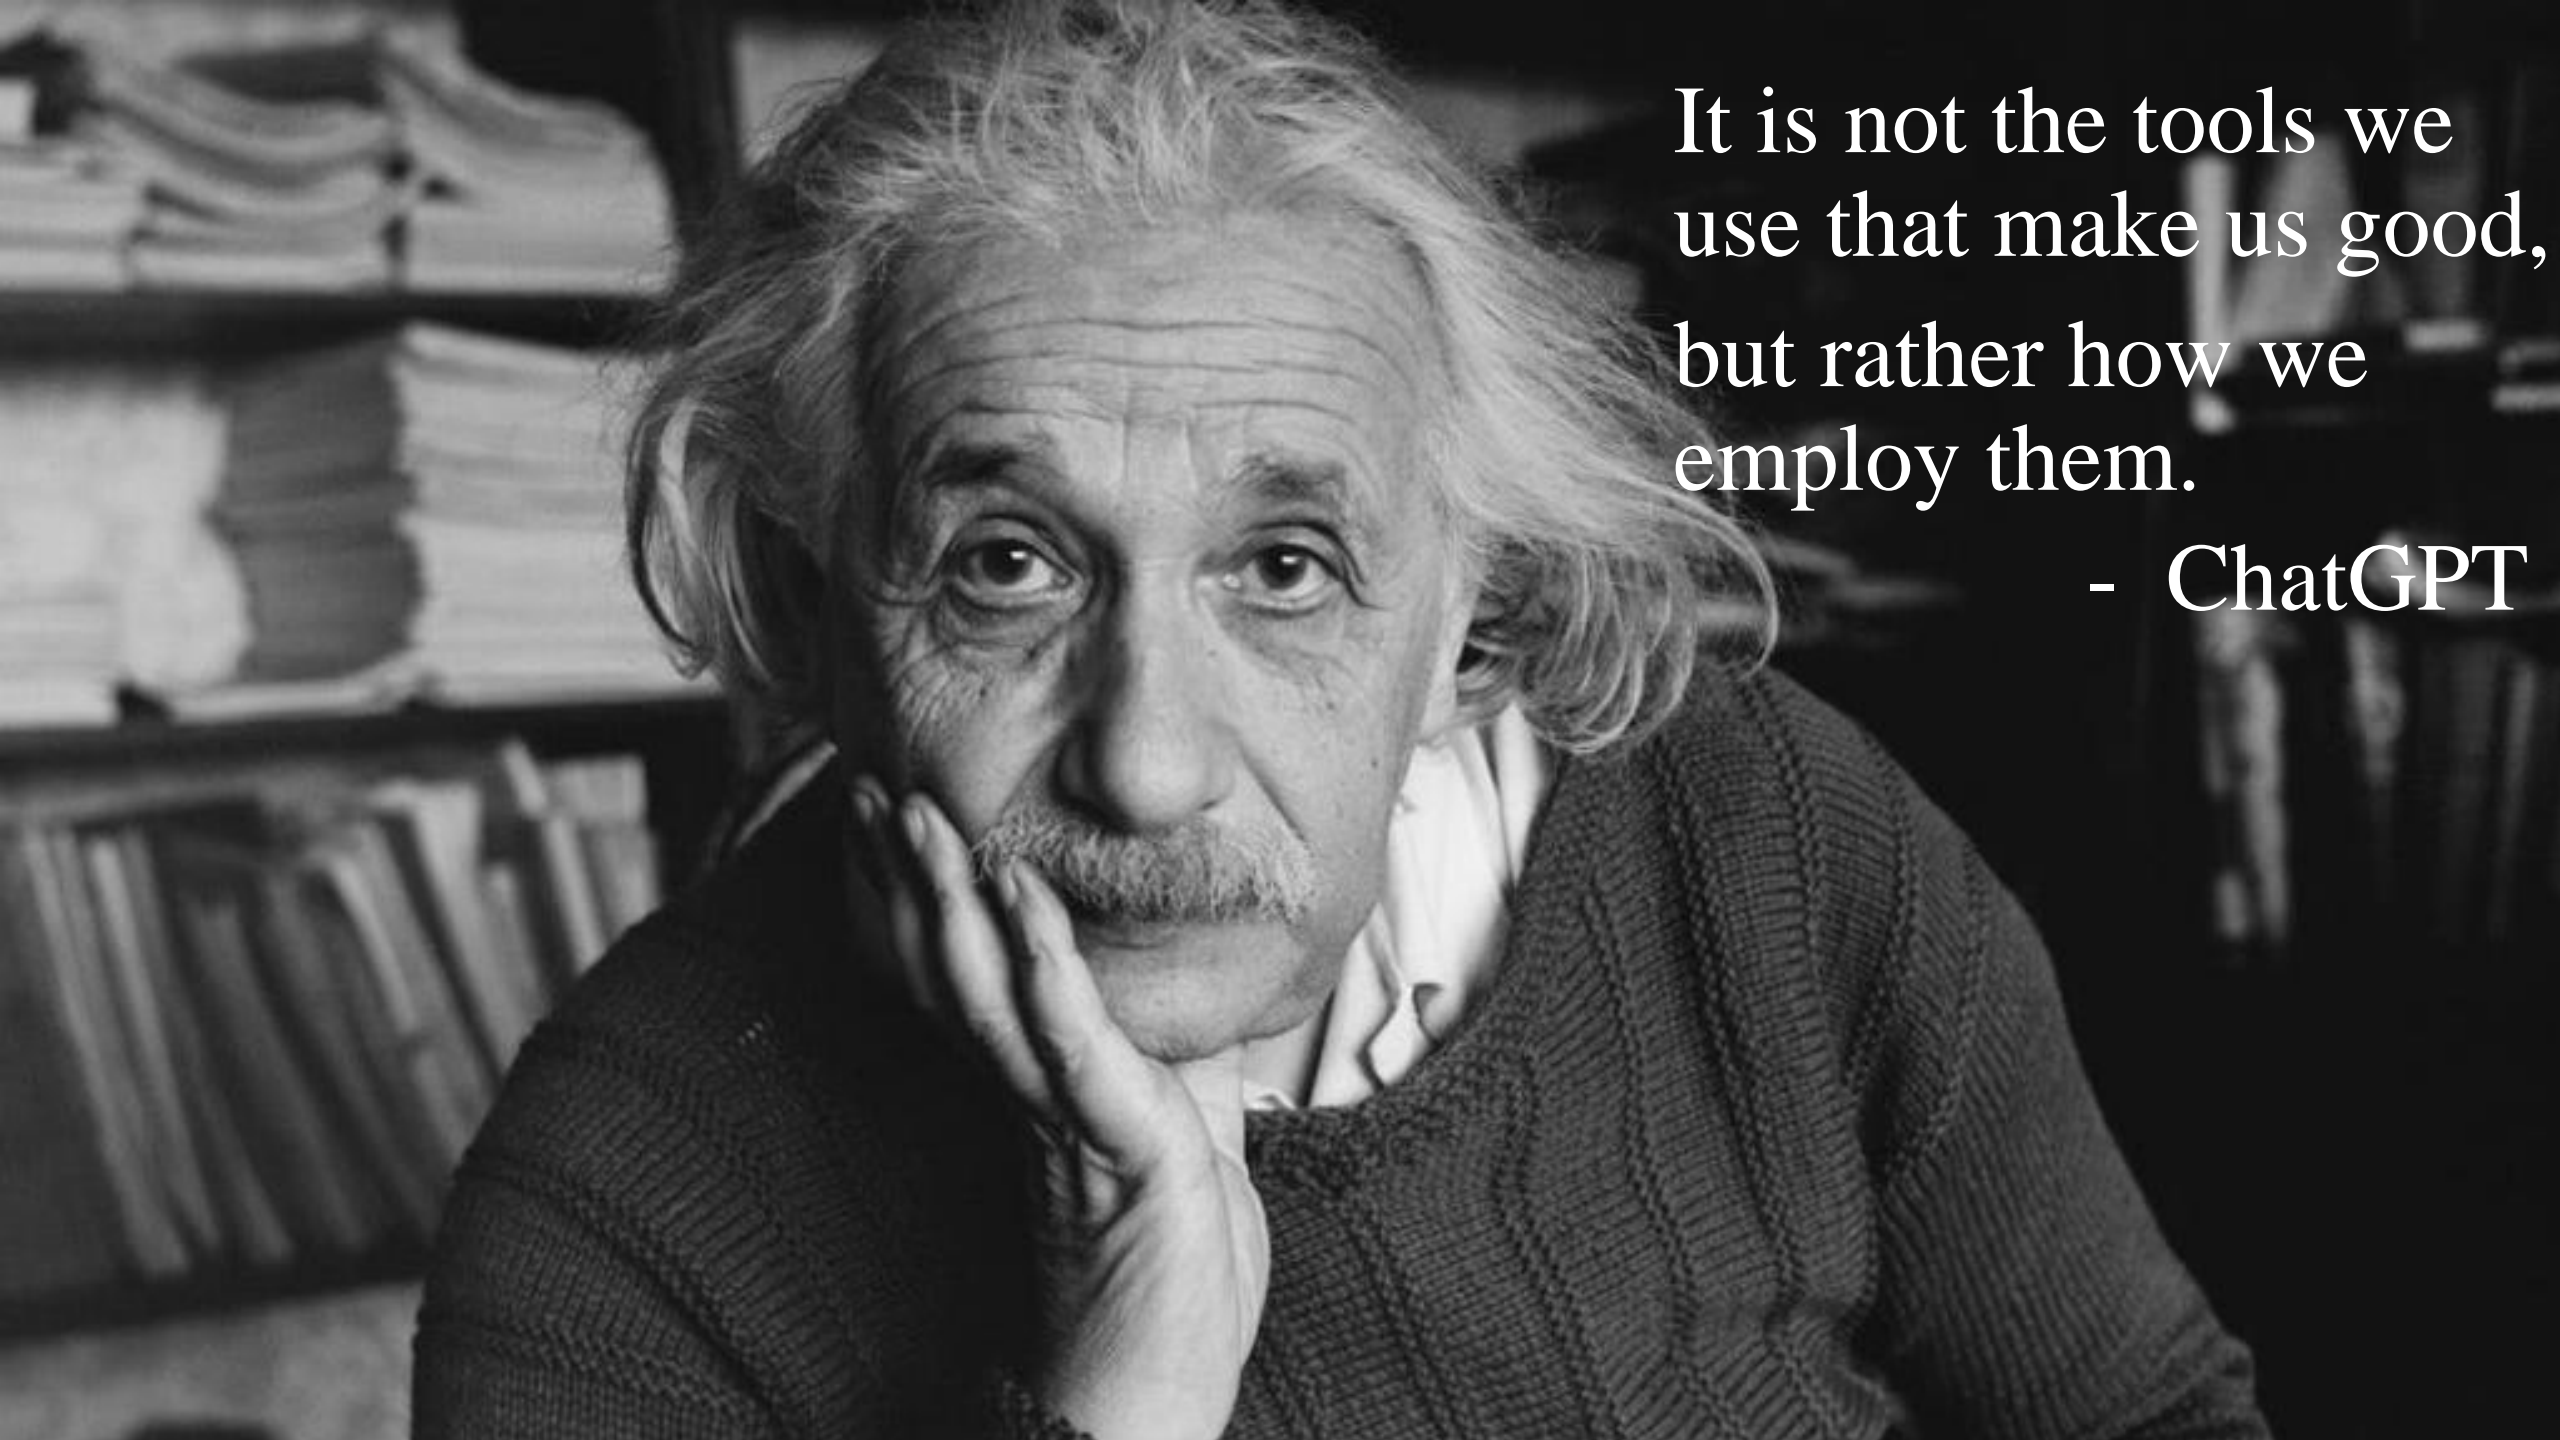 It is not the tools we
use that make us good,
but rather how we
employ them.
- ChatGPT